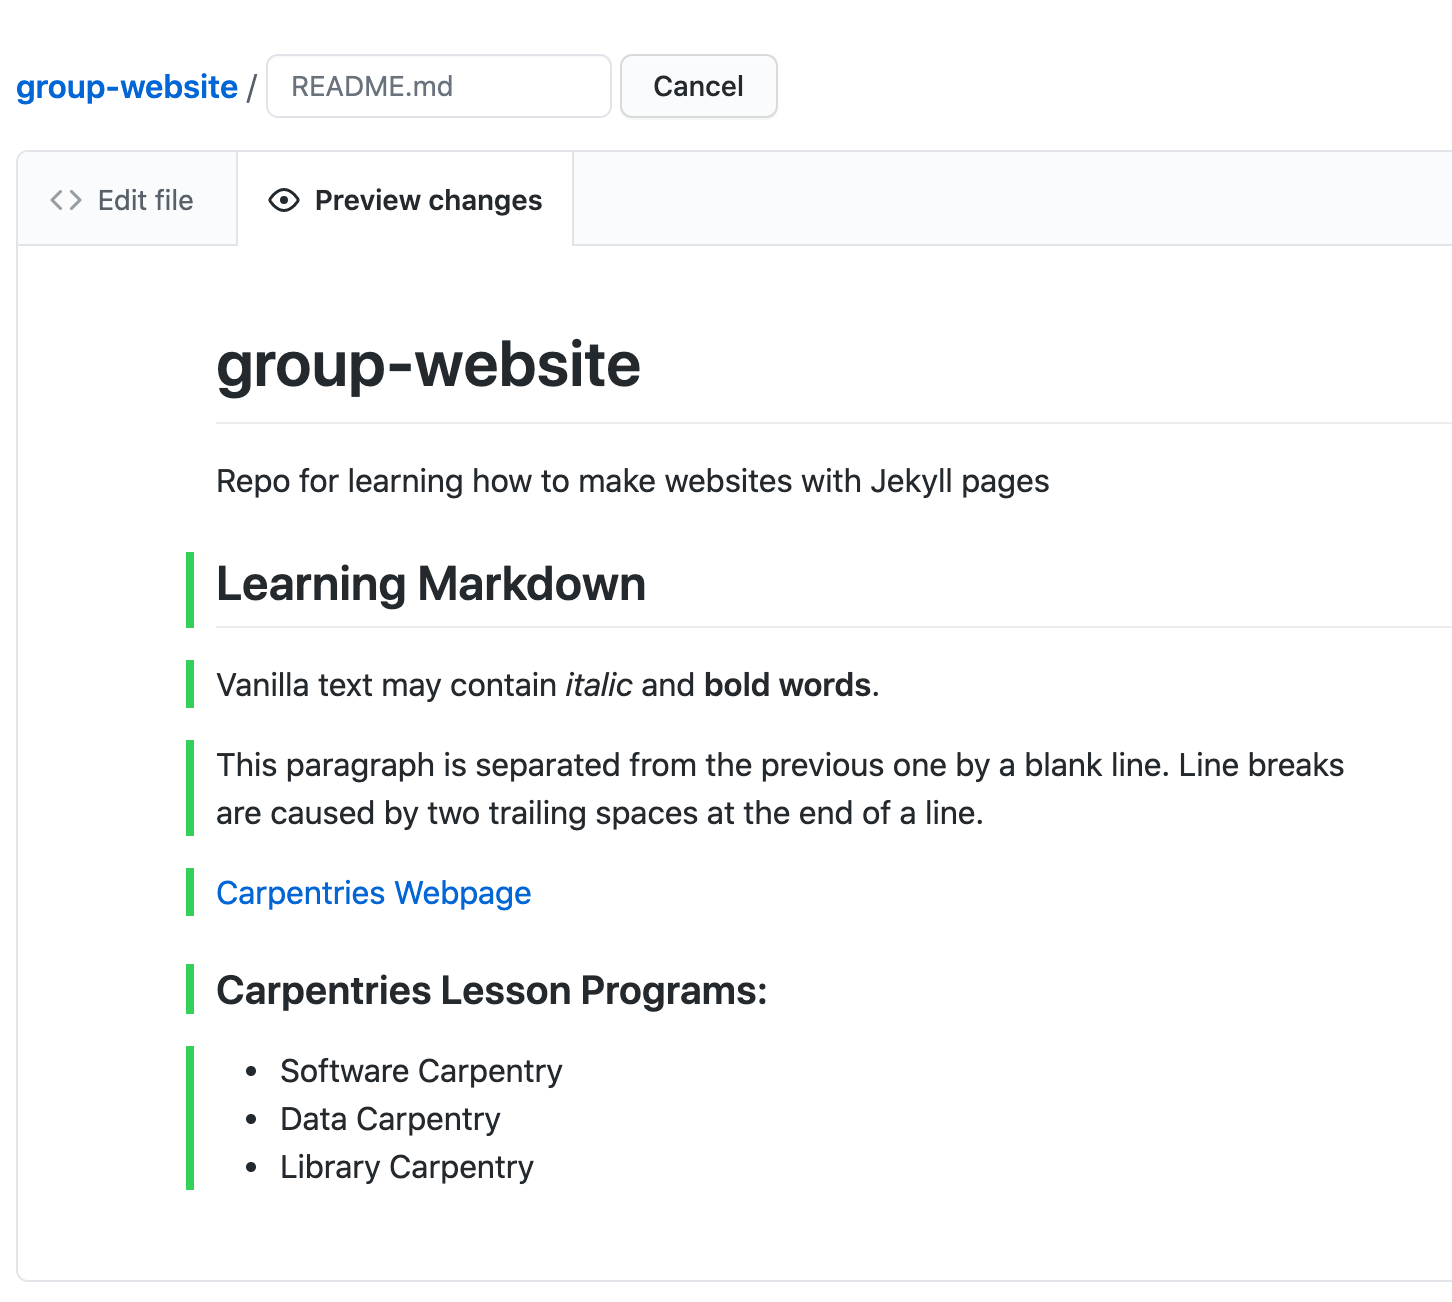 group-website / README.md Cancel
<> Edit file Preview changes
group-website
Repo for learning how to make websites with Jekyll pages
Learning Markdown
Vanilla text may contain italic and bold words.
This paragraph is separated from the previous one by a blank line. Line breaks
are caused by two trailing spaces at the end of a line.
Carpentries Webpage
Carpentries Lesson Programs:
• Software Carpentry
• Data Carpentry
• Library Carpentry